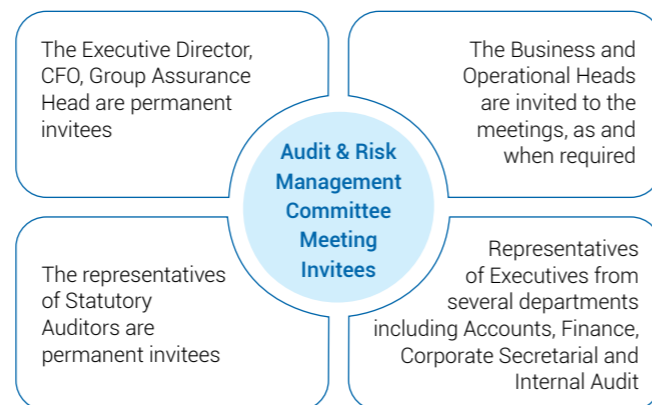 The Executive Director,
CFO, Group Assurance
Head are permanent
invitees
The Business and
Operational Heads
are invited to the
meetings, as and
when required
Audit & Risk
Management
Committee
Meeting
Invitees
The representatives
of Statutory
Auditors are
permanent invitees
Representatives
of Executives from
several departments
including Accounts, Finance,
Corporate Secretarial and
Internal Audit